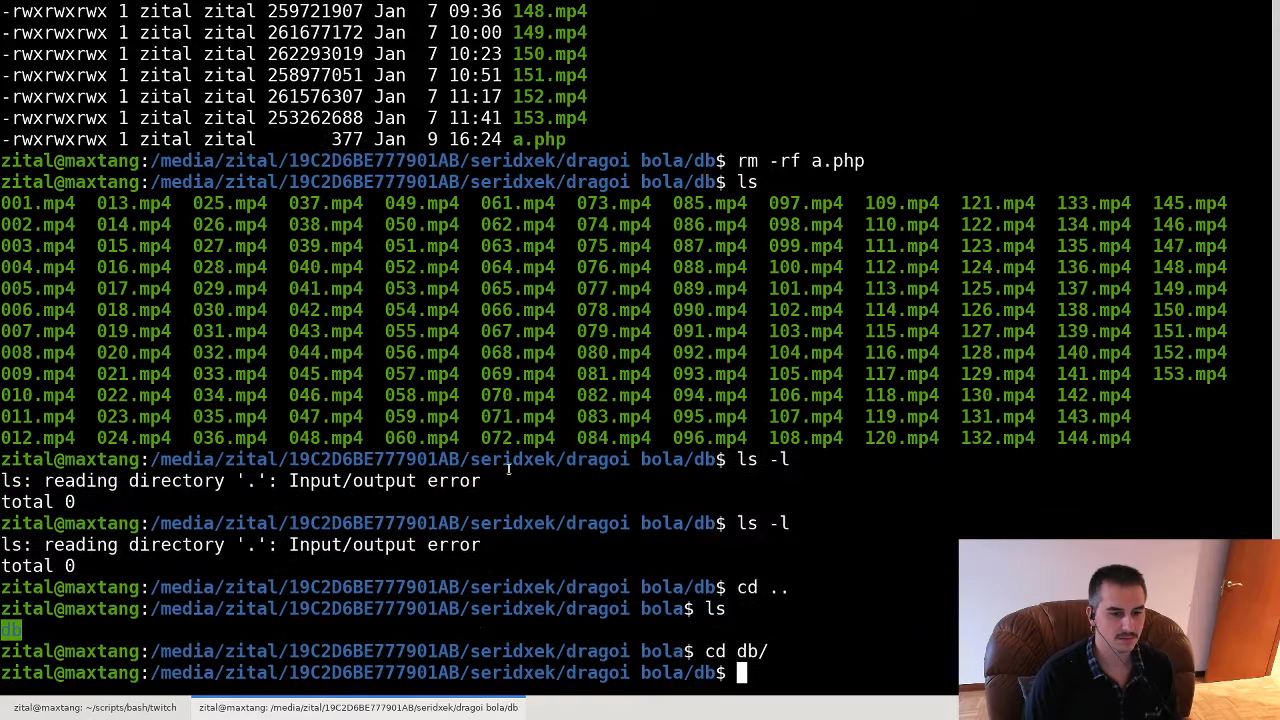 -rwxrwxrwx 1 zital zital 259721907 Jan  7 09:36 148.mp4
-rwxrwxrwx 1 zital zital 261677172 Jan  7 10:00 149.mp4
-rwxrwxrwx 1 zital zital 262293019 Jan  7 10:23 150.mp4
-rwxrwxrwx 1 zital zital 258977051 Jan  7 10:51 151.mp4
-rwxrwxrwx 1 zital zital 261576307 Jan  7 11:17 152.mp4
-rwxrwxrwx 1 zital zital 253262688 Jan  7 11:41 153.mp4
-rwxrwxrwx 1 zital zital       377 Jan  9 16:24 a.php
zital@maxtang:/media/zital/19C2D6BE777901AB/seridxek/dragoi bola/db$ rm -rf a.php
zital@maxtang:/media/zital/19C2D6BE777901AB/seridxek/dragoi bola/db$ ls
001.mp4  013.mp4  025.mp4  037.mp4  049.mp4  061.mp4  073.mp4  085.mp4  097.mp4  109.mp4  121.mp4  133.mp4  145.mp4
002.mp4  014.mp4  026.mp4  038.mp4  050.mp4  062.mp4  074.mp4  086.mp4  098.mp4  110.mp4  122.mp4  134.mp4  146.mp4
003.mp4  015.mp4  027.mp4  039.mp4  051.mp4  063.mp4  075.mp4  087.mp4  099.mp4  111.mp4  123.mp4  135.mp4  147.mp4
004.mp4  016.mp4  028.mp4  040.mp4  052.mp4  064.mp4  076.mp4  088.mp4  100.mp4  112.mp4  124.mp4  136.mp4  148.mp4
005.mp4  017.mp4  029.mp4  041.mp4  053.mp4  065.mp4  077.mp4  089.mp4  101.mp4  113.mp4  125.mp4  137.mp4  149.mp4
006.mp4  018.mp4  030.mp4  042.mp4  054.mp4  066.mp4  078.mp4  090.mp4  102.mp4  114.mp4  126.mp4  138.mp4  150.mp4
007.mp4  019.mp4  031.mp4  043.mp4  055.mp4  067.mp4  079.mp4  091.mp4  103.mp4  115.mp4  127.mp4  139.mp4  151.mp4
008.mp4  020.mp4  032.mp4  044.mp4  056.mp4  068.mp4  080.mp4  092.mp4  104.mp4  116.mp4  128.mp4  140.mp4  152.mp4
009.mp4  021.mp4  033.mp4  045.mp4  057.mp4  069.mp4  081.mp4  093.mp4  105.mp4  117.mp4  129.mp4  141.mp4  153.mp4
010.mp4  022.mp4  034.mp4  046.mp4  058.mp4  070.mp4  082.mp4  094.mp4  106.mp4  118.mp4  130.mp4  142.mp4
011.mp4  023.mp4  035.mp4  047.mp4  059.mp4  071.mp4  083.mp4  095.mp4  107.mp4  119.mp4  131.mp4  143.mp4
012.mp4  024.mp4  036.mp4  048.mp4  060.mp4  072.mp4  084.mp4  096.mp4  108.mp4  120.mp4  132.mp4  144.mp4
zital@maxtang:/media/zital/19C2D6BE777901AB/seridxek/dragoi bola/db$ ls -l
ls: reading directory '.': Input/output error
total 0
zital@maxtang:/media/zital/19C2D6BE777901AB/seridxek/dragoi bola/db$ ls -l
ls: reading directory '.': Input/output error
total 0
zital@maxtang:/media/zital/19C2D6BE777901AB/seridxek/dragoi bola/db$ cd ..
zital@maxtang:/media/zital/19C2D6BE777901AB/seridxek/dragoi bola$ ls
db
zital@maxtang:/media/zital/19C2D6BE777901AB/seridxek/dragoi bola$ cd db/
zital@maxtang:/media/zital/19C2D6BE777901AB/seridxek/dragoi bola/db$
zital@maxtang: ~/scripts/bash/twitch  zital@maxtang: /media/zital/19C2D6BE777901AB/seridxek/dragoi bola/db